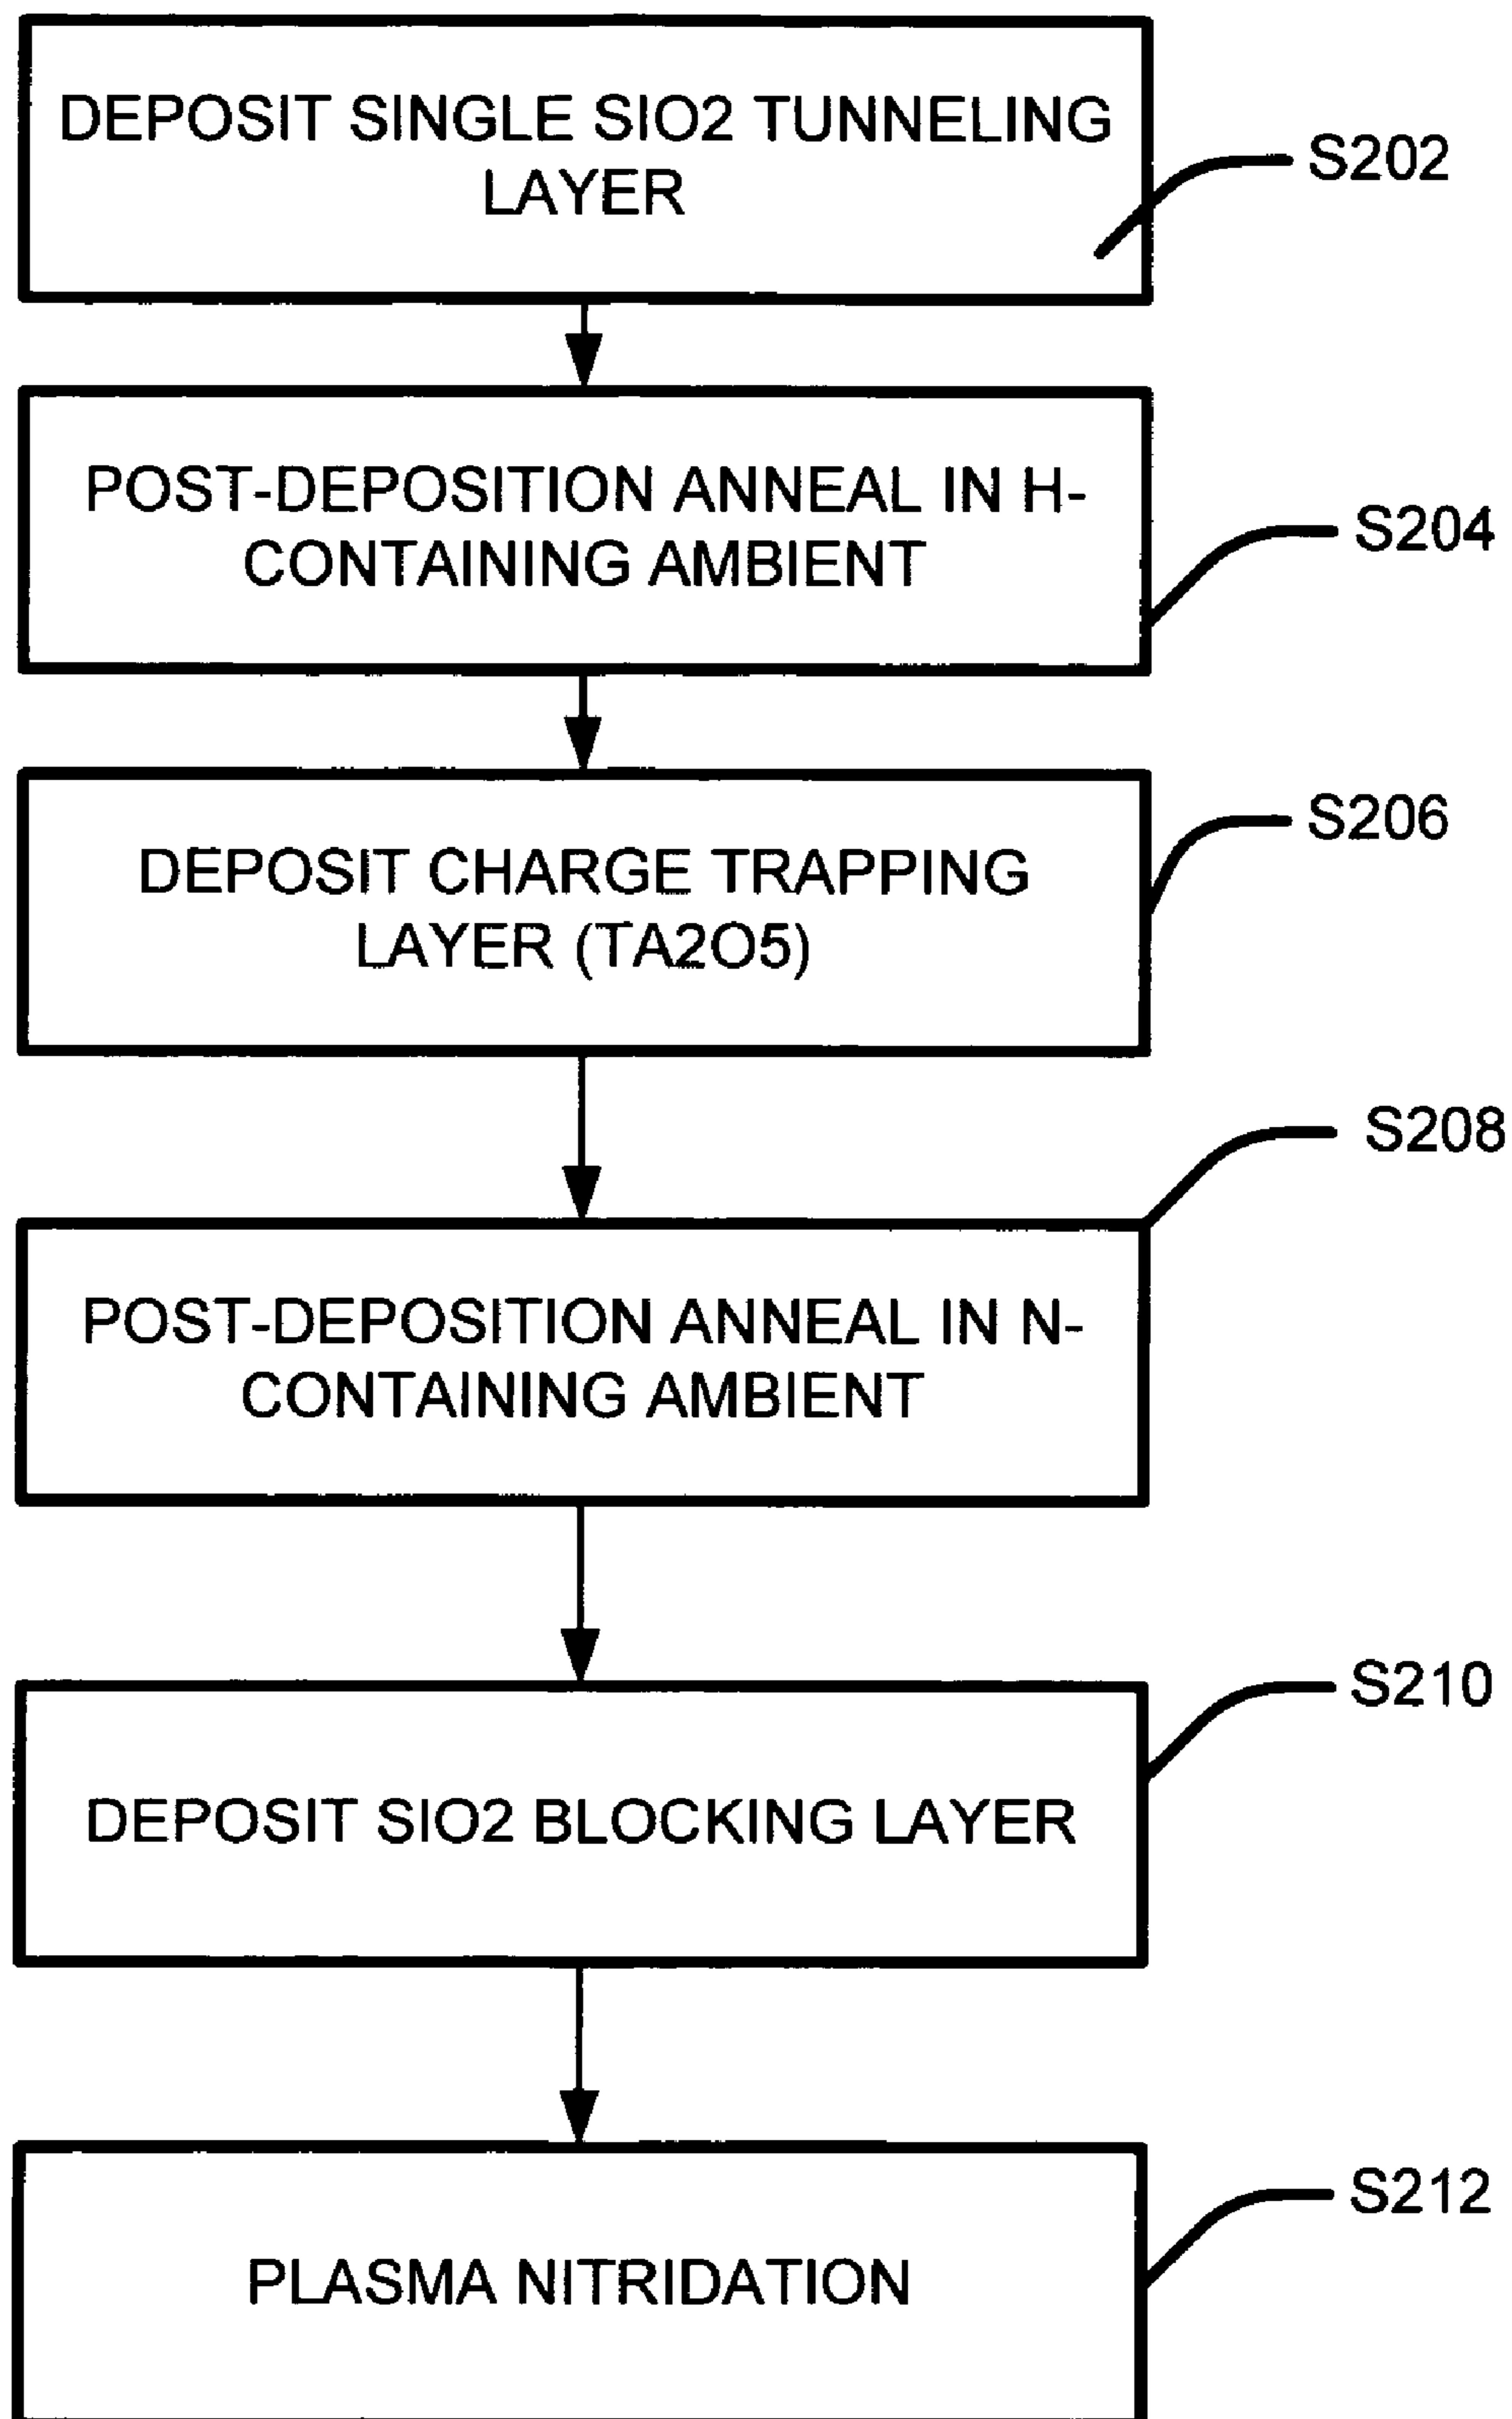 DEPOSIT SINGLE SIO2 TUNNELING
LAYER
S202
POST-DEPOSITION ANNEAL IN H-
CONTAINING AMBIENT
S204
DEPOSIT CHARGE TRAPPING
LAYER (TA2O5)
S206
POST-DEPOSITION ANNEAL IN N-
CONTAINING AMBIENT
S208
DEPOSIT SIO2 BLOCKING LAYER
S210
PLASMA NITRIDATION
S212